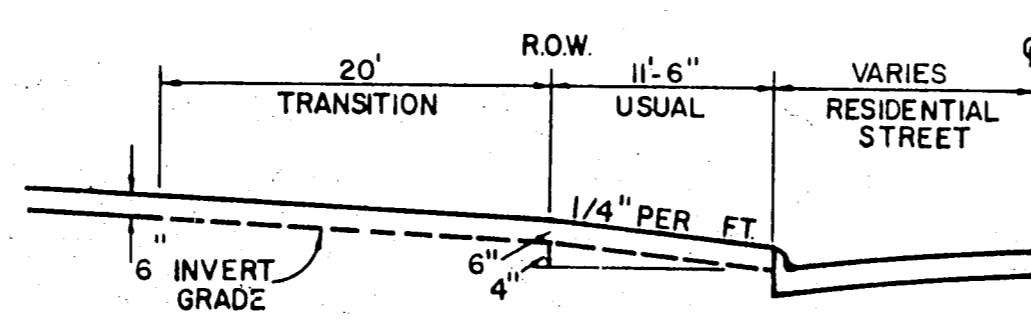 R.O.W.
℄
20'
TRANSITION
11'-6"
USUAL
VARIES
RESIDENTIAL
STREET
1/4" PER FT.
6"
INVERT
GRADE
6"
4"